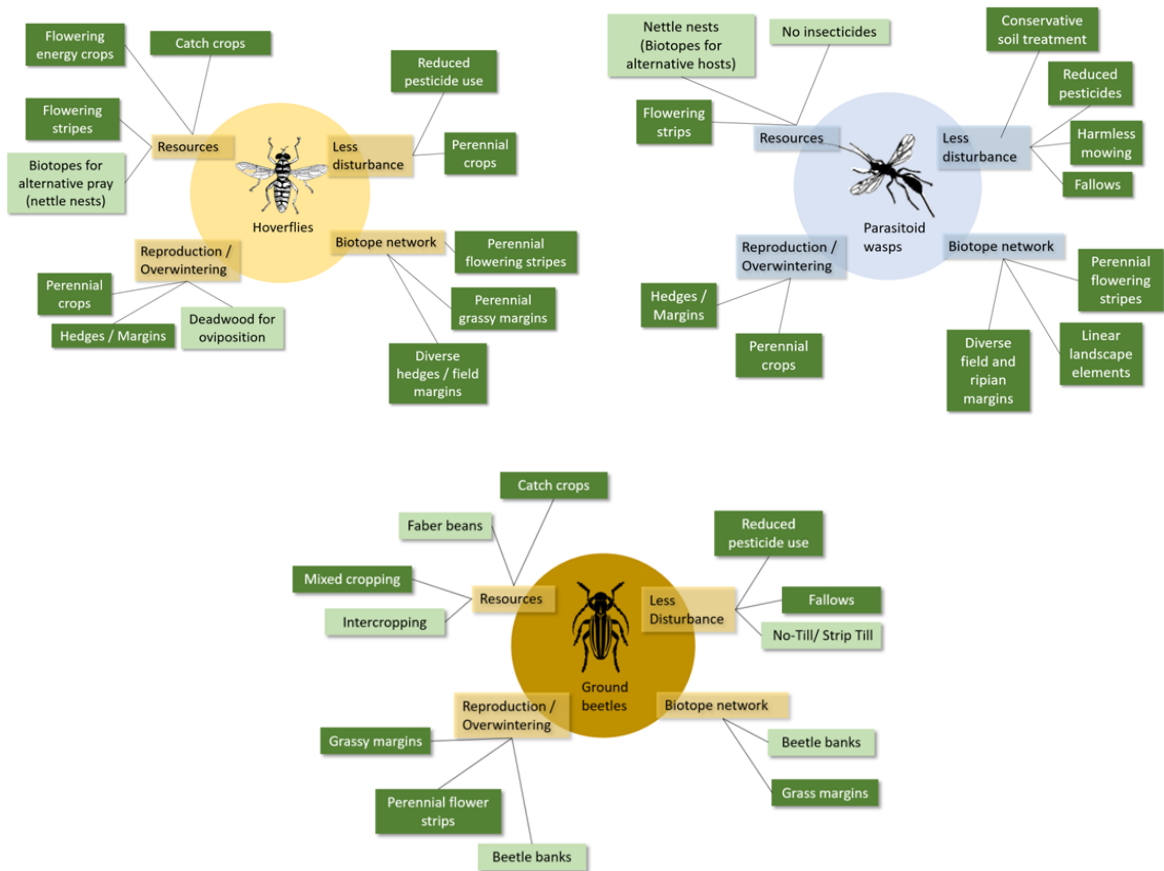 Flowering
energy crops
Catch crops
Reduced
pesticide use
Flowering
stripes
Resources
Less
disturbance
Perennial
crops
Biotopes for
alternative pray
(nettle nests)
Hoverflies
Reproduction /
Overwintering
Biotope network
Perennial
flowering stripes
Perennial
crops
Hedges / Margins
Deadwood for
oviposition
Perennial
grassy margins
Diverse
hedges / field
margins
Nettle nests
(Biotopes for
alternative hosts)
No insecticides
Conservative
soil treatment
Reduced
pesticides
Flowering
strips
Resources
Less
disturbance
Harmless
mowing
Fallows
Parasitoid
wasps
Reproduction /
Overwintering
Biotope network
Perennial
flowering
stripes
Hedges /
Margins
Perennial
crops
Diverse
field and
ripian
margins
Linear
landscape
elements
Catch crops
Faber beans
Reduced
pesticide use
Mixed cropping
Resources
Less
Disturbance
Fallows
Intercropping
No-Till/ Strip Till
Ground
beetles
Reproduction /
Overwintering
Biotope network
Grassy margins
Beetle banks
Perennial flower
strips
Grass margins
Beetle banks